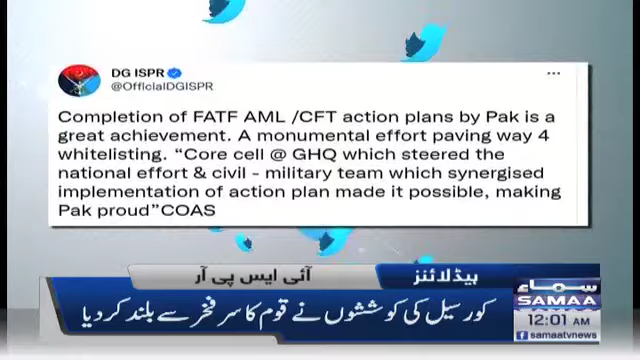 DG ISPR
@OfficialDGISPR
Completion of FATF AML /CFT action plans by Pak is a
great achievement. A monumental effort paving way 4
whitelisting. “Core cell @ GHQ which steered the
national effort & civil - military team which synergised
implementation of action plan made it possible, making
Pak proud”COAS
ہیڈلائنز
آئی ایس پی آر
کور سیل کی کوششوں نے قوم کا سر فخر سے بلند کر دیا
سماء
SAMAA
12:01 AM
samaatvnews